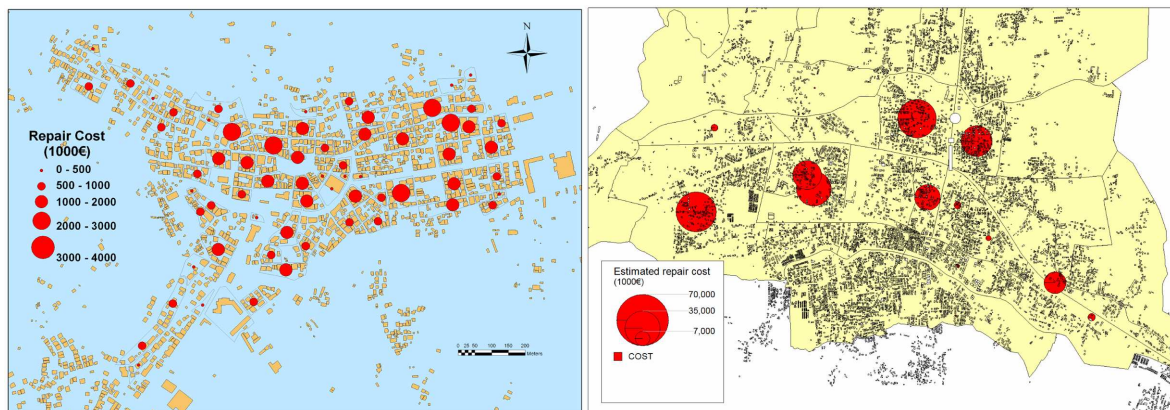 N
Repair Cost
(1000€)
0 - 500
500 - 1000
1000 - 2000
2000 - 3000
3000 - 4000
0 25 50 100 150 200
Meters
Estimated repair cost
(1000€)
70,000
35,000
7,000
COST